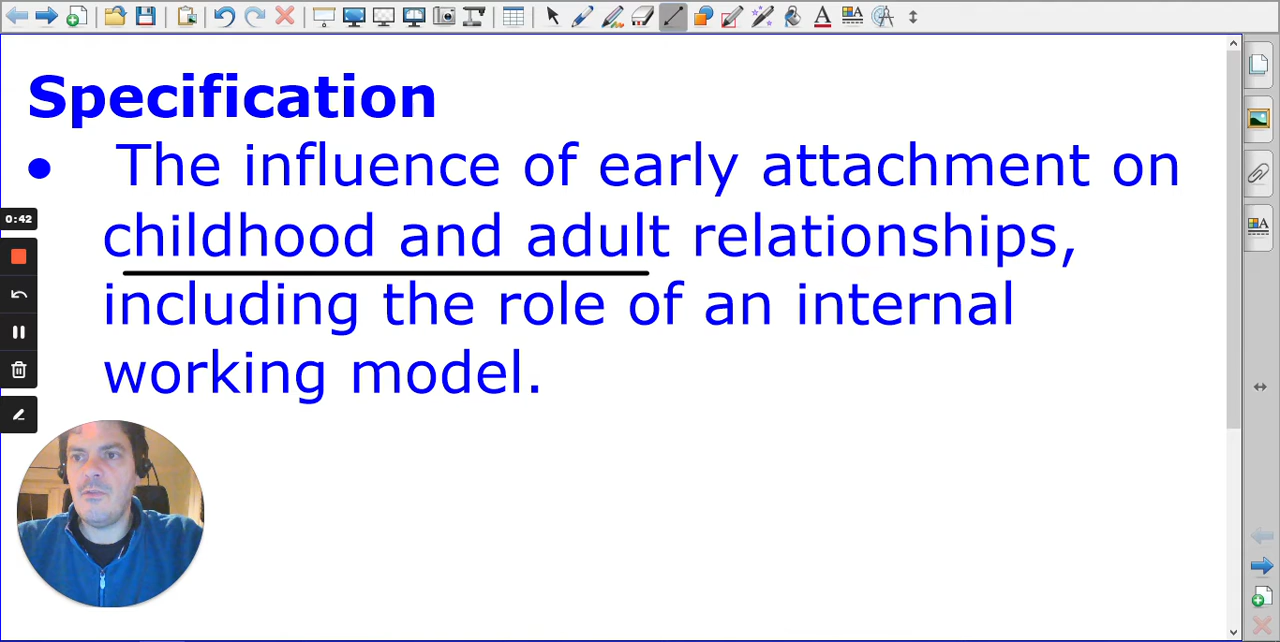 Specification
• The influence of early attachment on
childhood and adult relationships,
including the role of an internal
working model.
0:42